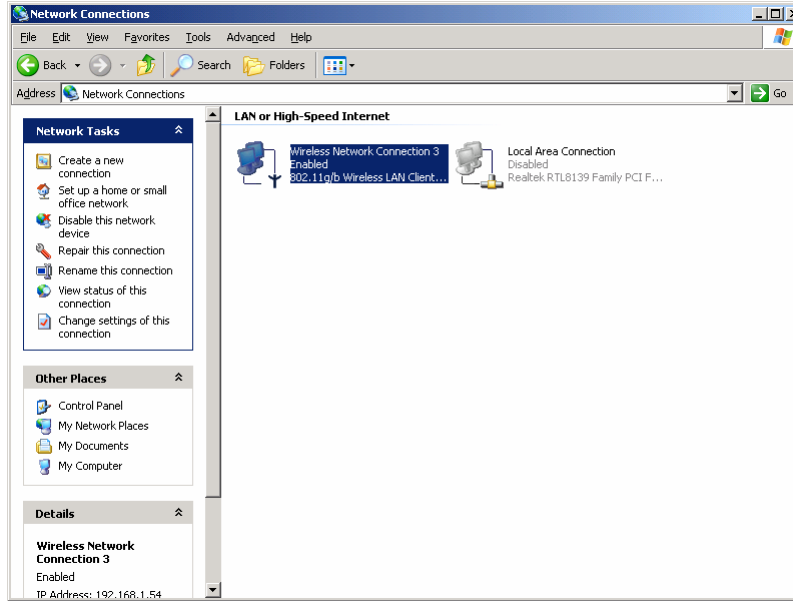 Network Connections
File Edit View Favorites Tools Advanced Help
Back Search Folders
Address Network Connections Go
Network Tasks
Create a new
connection
Set up a home or small
office network
Disable this network
device
Repair this connection
Rename this connection
View status of this
connection
Change settings of this
connection
Other Places
Control Panel
My Network Places
My Documents
My Computer
Details
Wireless Network
Connection 3
Enabled
IP Address: 192.168.1.54
LAN or High-Speed Internet
Wireless Network Connection 3
Enabled
802.11g/b Wireless LAN Client...
Local Area Connection
Disabled
Realtek RTL8139 Family PCI F...